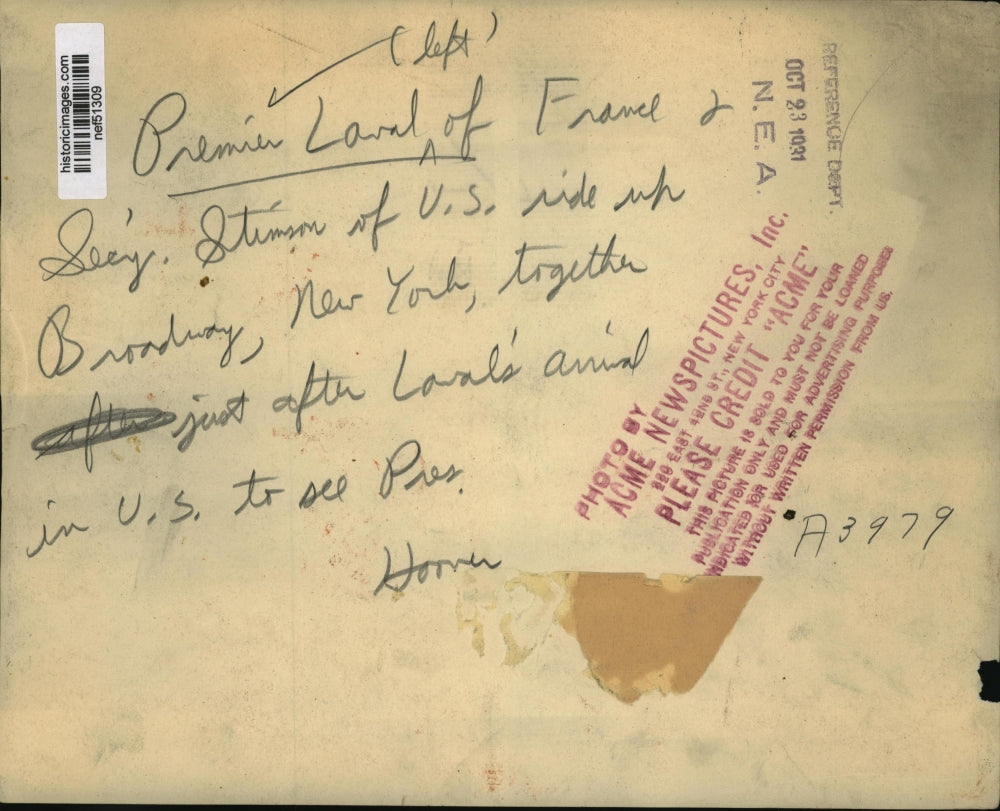 historicimages.com
nef51309
(left)
Premier Laval ^ of France &
Sec'y. Stimson of U.S. ride up
Broadway, New York, together
after just after Laval's arrival
in U.S. to see Pres.
Hoover
REFERENCE DEPT.
OCT 23 1931
N. E. A.
PHOTO BY
ACME NEWSPICTURES, Inc.
220 EAST 42ND ST., NEW YORK CITY
PLEASE CREDIT "ACME"
THIS PICTURE IS SOLD TO YOU FOR YOUR
PUBLICATION ONLY AND MUST NOT BE LOANED
INDICATED OR USED FOR ADVERTISING PURPOSES
WITHOUT WRITTEN PERMISSION FROM US.
A3979